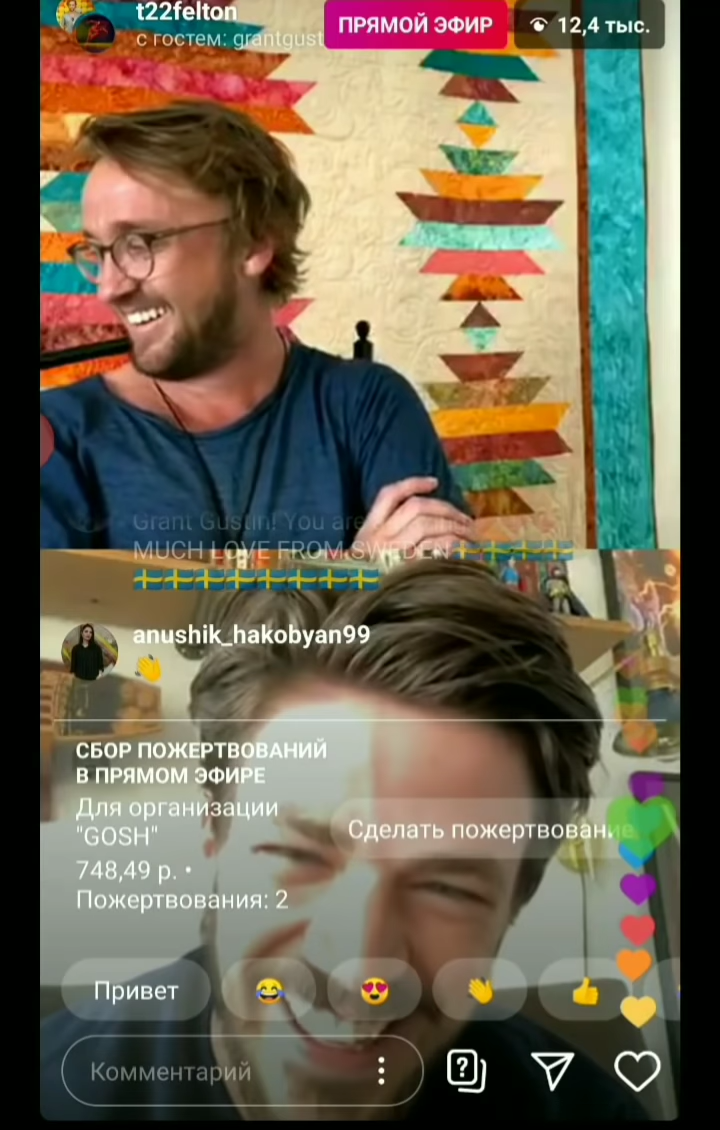 t22felton
с гостем: grantgust
ПРЯМОЙ ЭФИР
12,4 тыс.
Grant Gustin! You are
MUCH LOVE FROM SWEDEN🇸🇪🇸🇪🇸🇪🇸🇪
🇸🇪🇸🇪🇸🇪🇸🇪🇸🇪🇸🇪🇸🇪🇸🇪
anushik_hakobyan99
👋
СБОР ПОЖЕРТВОВАНИЙ
В ПРЯМОМ ЭФИРЕ
Для организации
"GOSH"
748,49 р. •
Пожертвования: 2
Сделать пожертвование
Привет 😂 😍 👋 👍
Комментарий